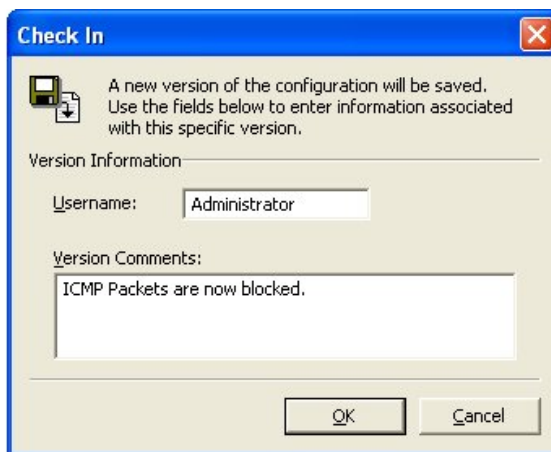 Check In
A new version of the configuration will be saved.
Use the fields below to enter information associated
with this specific version.
Version Information
Username: Administrator
Version Comments:
ICMP Packets are now blocked.
OK Cancel